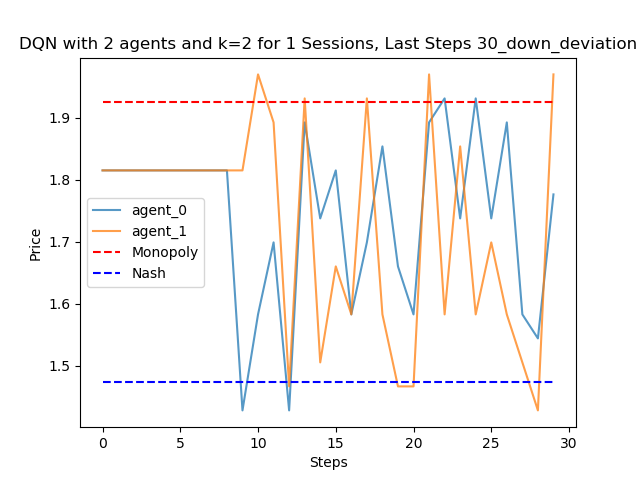 DQN with 2 agents and k=2 for 1 Sessions, Last Steps 30_down_deviation
Price
1.9
1.8
1.7
1.6
1.5
agent_0
agent_1
Monopoly
Nash
0 5 10 15 20 25 30
Steps